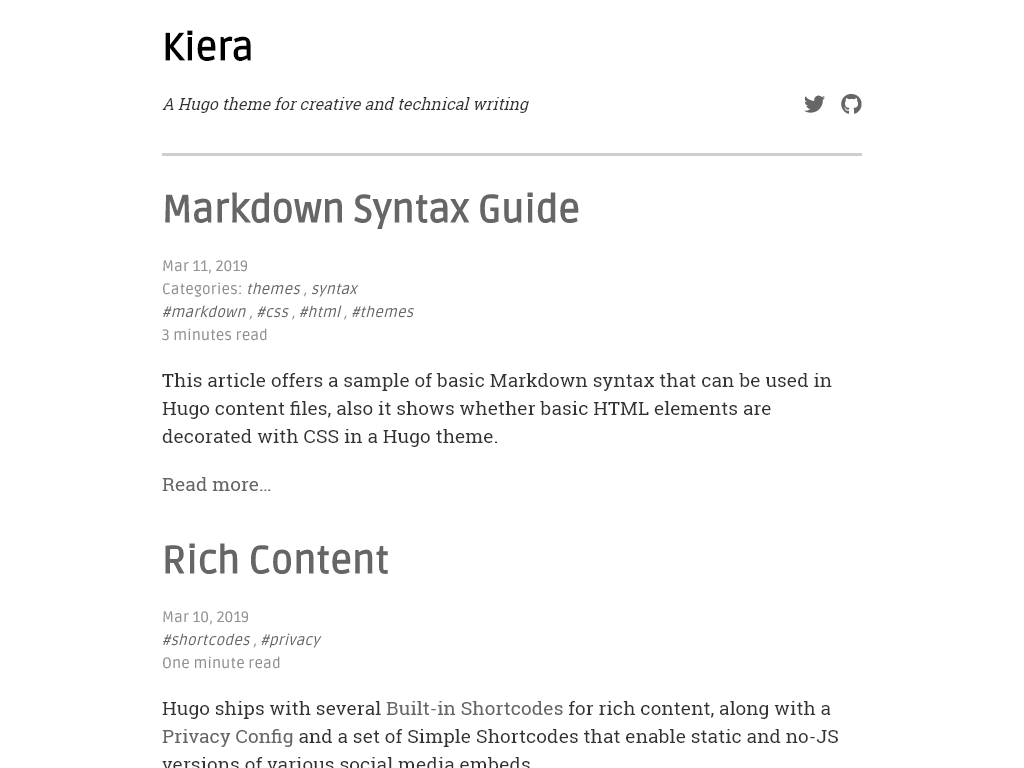 Kiera
A Hugo theme for creative and technical writing
Markdown Syntax Guide
Mar 11, 2019
Categories: themes , syntax
#markdown , #css , #html , #themes
3 minutes read
This article offers a sample of basic Markdown syntax that can be used in
Hugo content files, also it shows whether basic HTML elements are
decorated with CSS in a Hugo theme.
Read more…
Rich Content
Mar 10, 2019
#shortcodes , #privacy
One minute read
Hugo ships with several Built-in Shortcodes for rich content, along with a
Privacy Config and a set of Simple Shortcodes that enable static and no-JS
versions of various social media embeds.